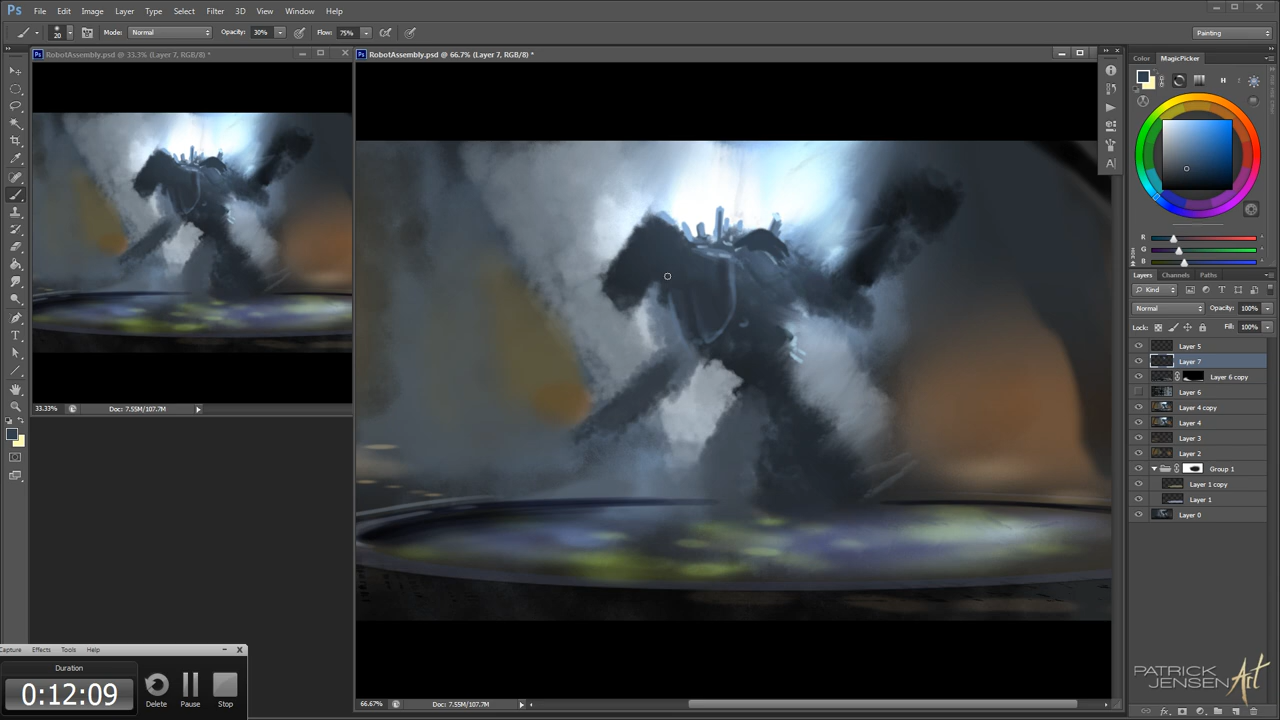 Ps File Edit Image Layer Type Select Filter 3D View Window Help
20 Mode: Normal Opacity: 30% Flow: 75% Painting
RobotAssembly.psd @ 33.3% (Layer 7, RGB/8) *
RobotAssembly.psd @ 66.7% (Layer 7, RGB/8) *
Color MagicPicker
H
R
G
B
Layers Channels Paths
Kind
Normal Opacity: 100%
Lock: Fill: 100%
Layer 5
Layer 7
Layer 6 copy
Layer 6
Layer 4 copy
Layer 4
Layer 3
Layer 2
Group 1
Layer 1 copy
Layer 1
Layer 0
33.33% Doc: 7.55M/107.7M
Capture Effects Tools Help
Duration
0:12:09
Delete Pause Stop
66.67% Doc: 7.55M/107.7M
PATRICK
JENSEN Art